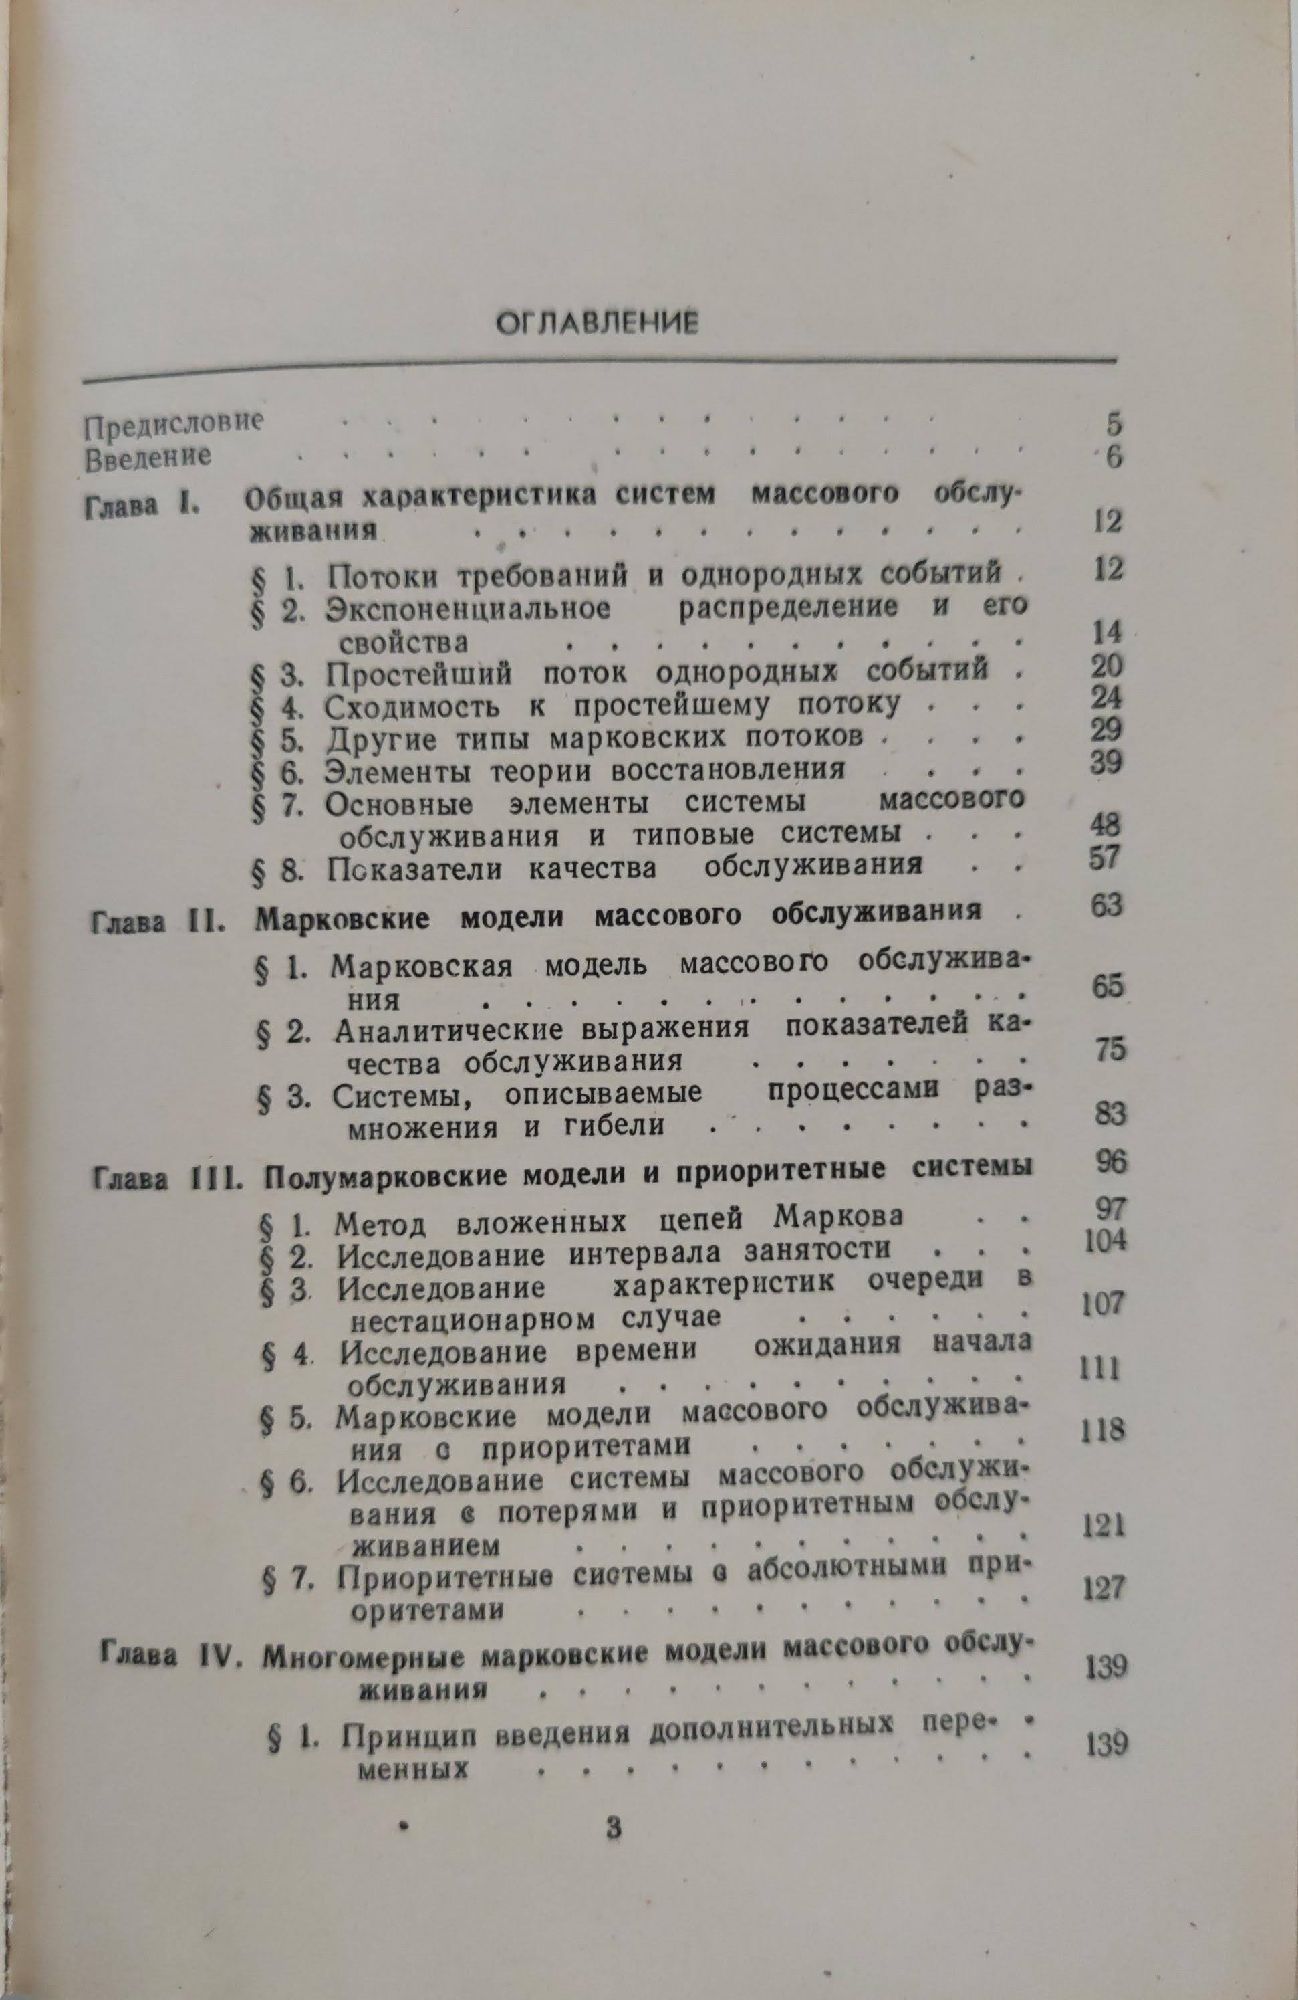 ОГЛАВЛЕНИЕ
Предисловие . . . . . . . . . . . . . 5
Введение . . . . . . . . . . . . . . 6
Глава I. Общая характеристика систем массового обслу-
живания . . . . . . . . . . . . . 12
§ 1. Потоки требований и однородных событий . 12
§ 2. Экспоненциальное распределение и его
свойства . . . . . . . . . . . 14
§ 3. Простейший поток однородных событий . 20
§ 4. Сходимость к простейшему потоку . . . 24
§ 5. Другие типы марковских потоков . . . . 29
§ 6. Элементы теории восстановления . . . . 39
§ 7. Основные элементы системы массового
обслуживания и типовые системы . . . 48
§ 8. Показатели качества обслуживания . . 57
Глава II. Марковские модели массового обслуживания . 63
§ 1. Марковская модель массового обслужива-
ния . . . . . . . . . . . . . 65
§ 2. Аналитические выражения показателей ка-
чества обслуживания . . . . . . . 75
§ 3. Системы, описываемые процессами раз-
множения и гибели . . . . . . . . 83
Глава III. Полумарковские модели и приоритетные системы 96
§ 1. Метод вложенных цепей Маркова . . 97
§ 2. Исследование интервала занятости . . . 104
§ 3. Исследование характеристик очереди в
нестационарном случае . . . . . . 107
§ 4. Исследование времени ожидания начала
обслуживания . . . . . . . . . . 111
§ 5. Марковские модели массового обслужива-
ния с приоритетами . . . . . . . 118
§ 6. Исследование системы массового обслужи-
вания с потерями и приоритетным обслу-
живанием . . . . . . . . . . . 121
§ 7. Приоритетные системы с абсолютными при-
оритетами . . . . . . . . . . . 127
Глава IV. Многомерные марковские модели массового обслу-
живания . . . . . . . . . . . . 139
§ 1. Принцип введения дополнительных пере-
менных . . . . . . . . . . . . 139
3